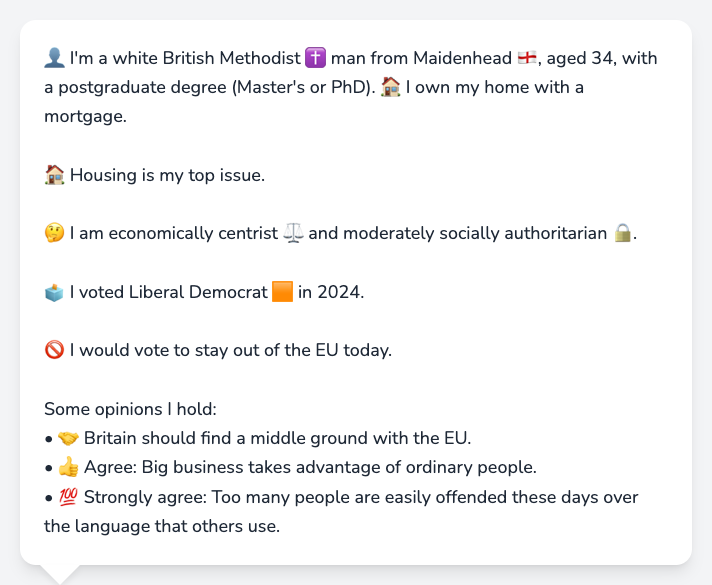 👤 I'm a white British Methodist ✝️ man from Maidenhead 🏴󠁧󠁢󠁥󠁮󠁧󠁿, aged 34, with
a postgraduate degree (Master's or PhD). 🏠 I own my home with a
mortgage.
🏠 Housing is my top issue.
🤔 I am economically centrist ⚖️ and moderately socially authoritarian 🔒.
🗳️ I voted Liberal Democrat 🟧 in 2024.
🚫 I would vote to stay out of the EU today.
Some opinions I hold:
• 🤝 Britain should find a middle ground with the EU.
• 👍 Agree: Big business takes advantage of ordinary people.
• 💯 Strongly agree: Too many people are easily offended these days over
the language that others use.